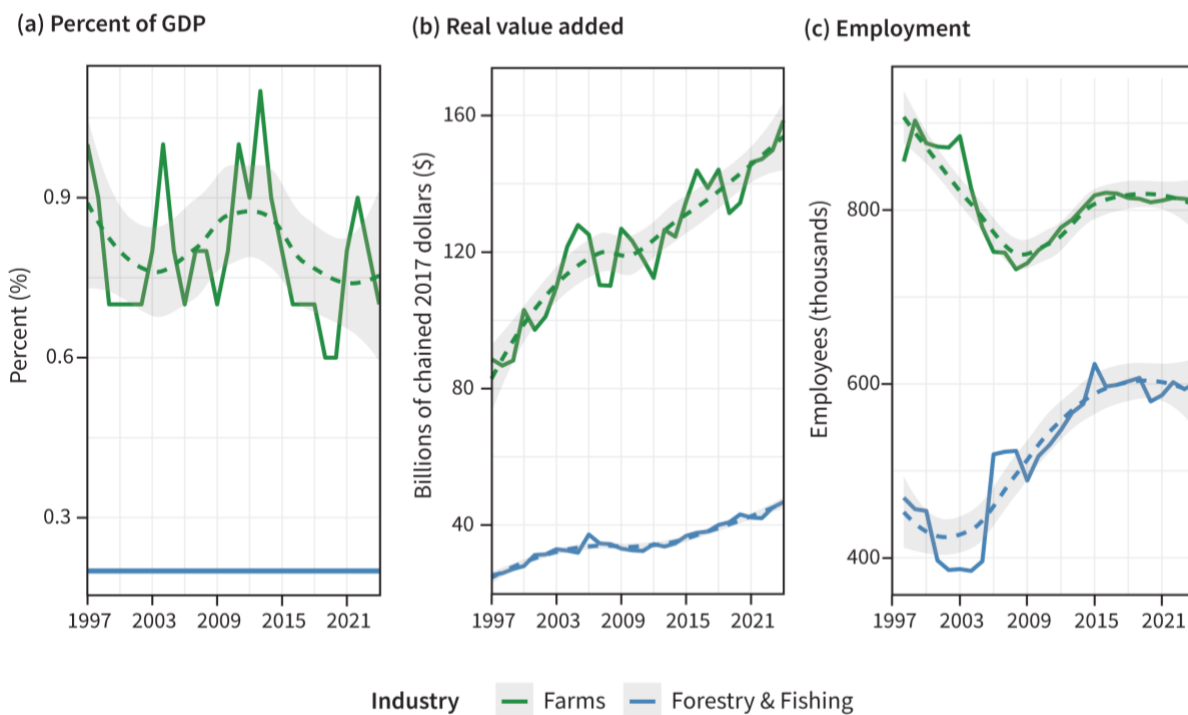 (a) Percent of GDP
(b) Real value added
(c) Employment
Percent (%)
0.9
0.6
0.3
1997 2003 2009 2015 2021
Billions of chained 2017 dollars ($)
160
120
80
40
1997 2003 2009 2015 2021
Employees (thousands)
800
600
400
1997 2003 2009 2015 2021
Industry Farms Forestry & Fishing